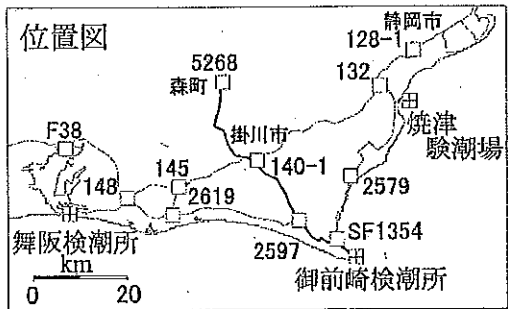 位置図
静岡市
128-1
5268
132
森町
焼津
験潮場
F38
掛川市
145
140-1
148
2619
2579
SF1354
舞阪検潮所
2597
御前崎検潮所
km
0 20